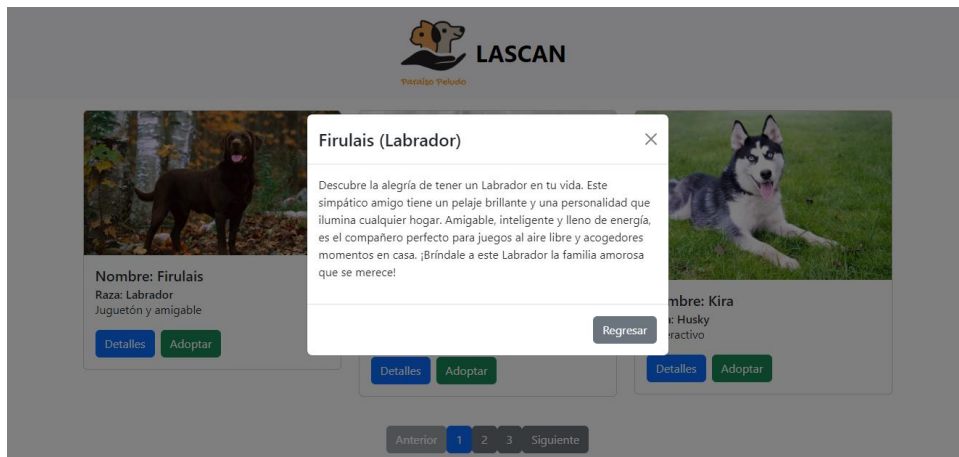 LASCAN
Paraíso Peludo
Firulais (Labrador)
Descubre la alegría de tener un Labrador en tu vida. Este
simpático amigo tiene un pelaje brillante y una personalidad que
ilumina cualquier hogar. Amigable, inteligente y lleno de energía,
es el compañero perfecto para juegos al aire libre y acogedores
momentos en casa. ¡Bríndale a este Labrador la familia amorosa
que se merece!
Regresar
Nombre: Firulais
Raza: Labrador
Juguetón y amigable
Detalles Adoptar
Detalles Adoptar
mbre: Kira
: Husky
ractivo
Detalles Adoptar
Anterior 1 2 3 Siguiente